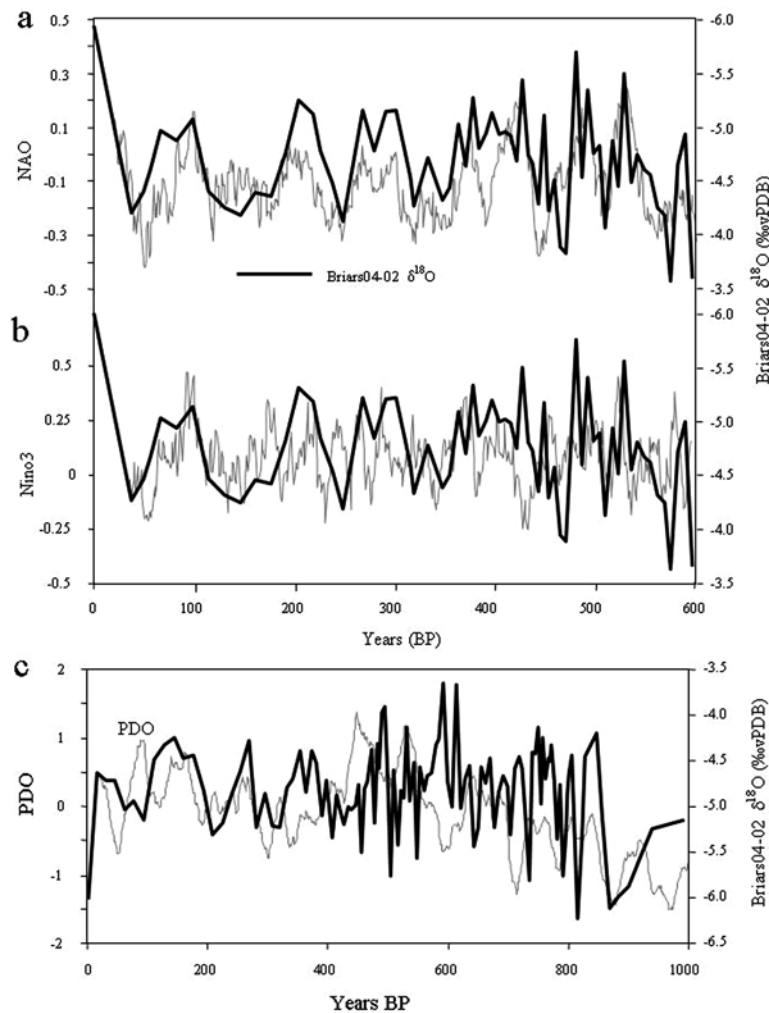 a
0.5
0.3
0.1
-0.1
-0.3
-0.5
NAO
-6.0
-5.5
-5.0
-4.5
-4.0
-3.5
Briars04-02 δ18O (‰vPDB)
Briars04-02 δ18O
b
0.5
0.25
0
-0.25
-0.5
Nino3
-6.0
-5.5
-5.0
-4.5
-4.0
-3.5
0 100 200 300 400 500 600
Years (BP)
c
2
1
0
-1
-2
PDO
PDO
-3.5
-4.0
-4.5
-5.0
-5.5
-6.0
-6.5
Briars04-02 δ18O (‰vPDB)
0 200 400 600 800 1000
Years BP